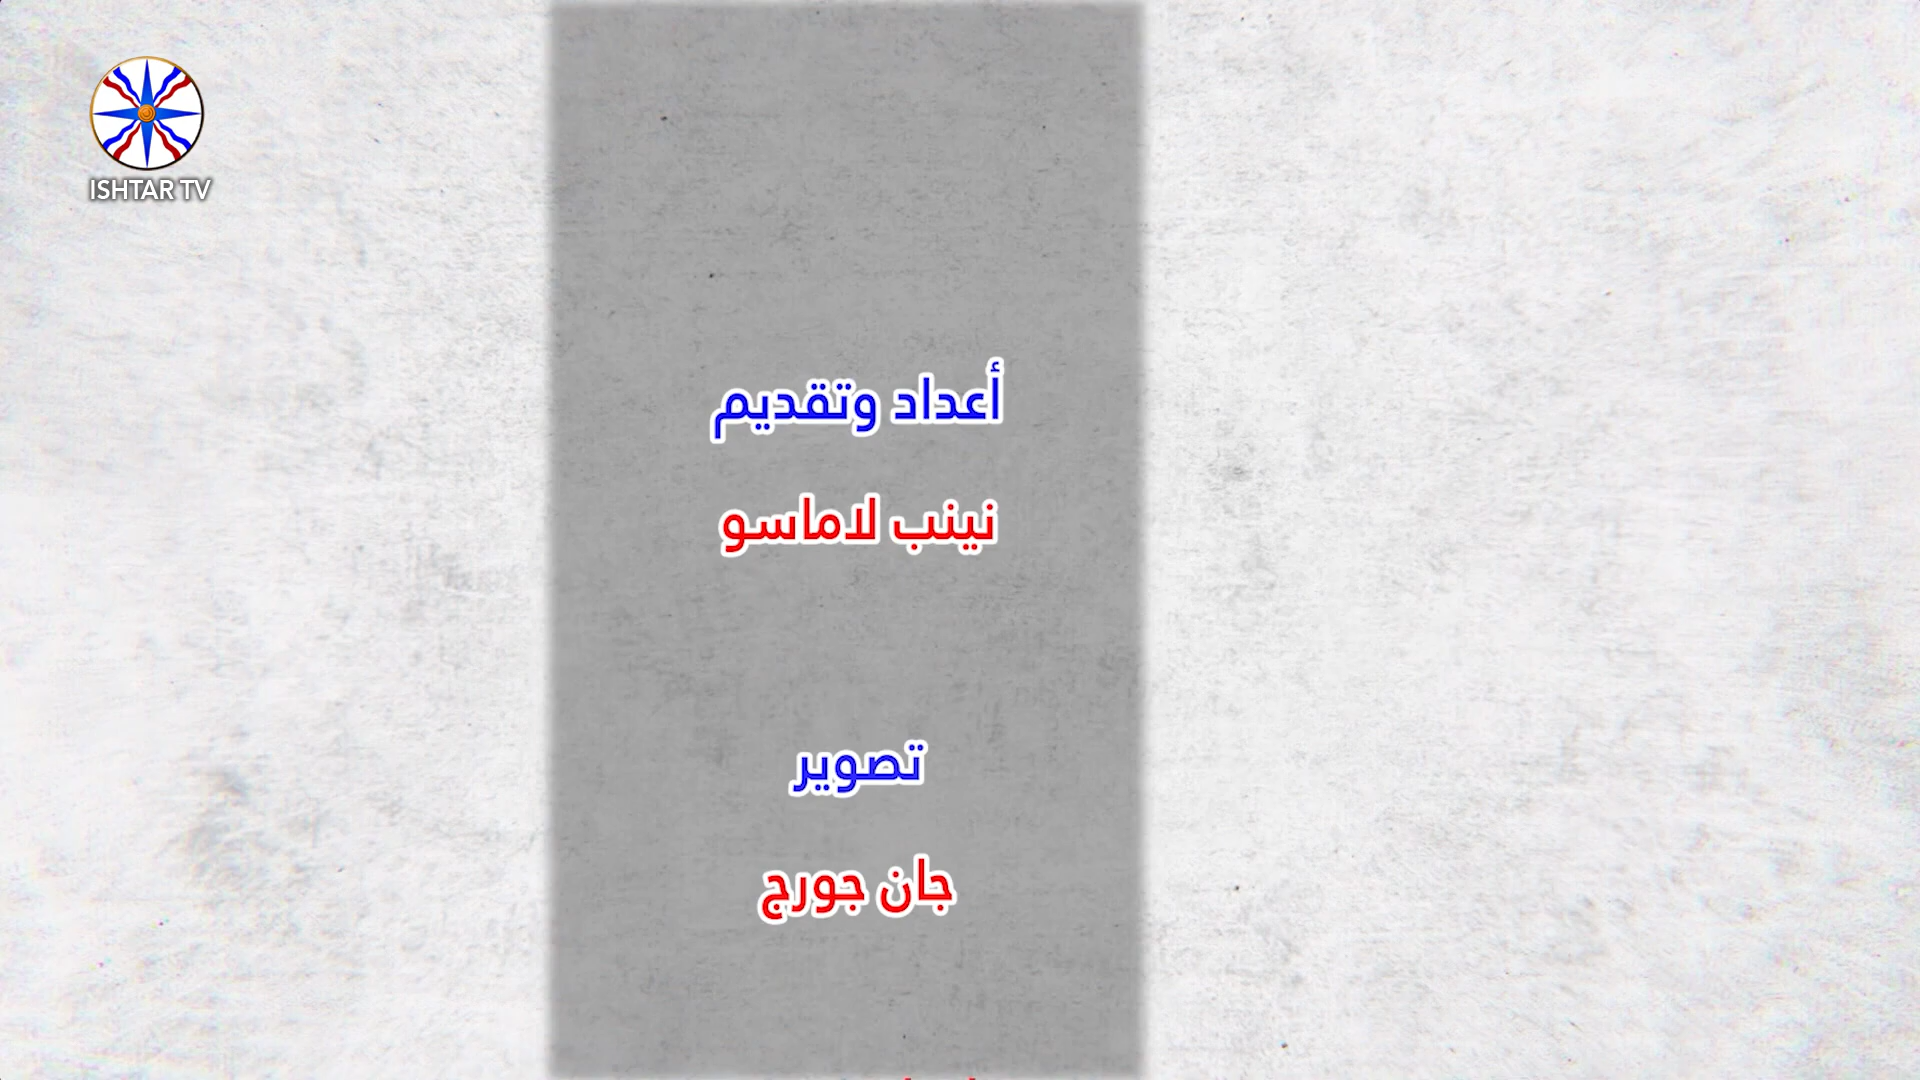 ISHTAR TV
أعداد وتقديم
نينب لاماسو
تصوير
جان جورج